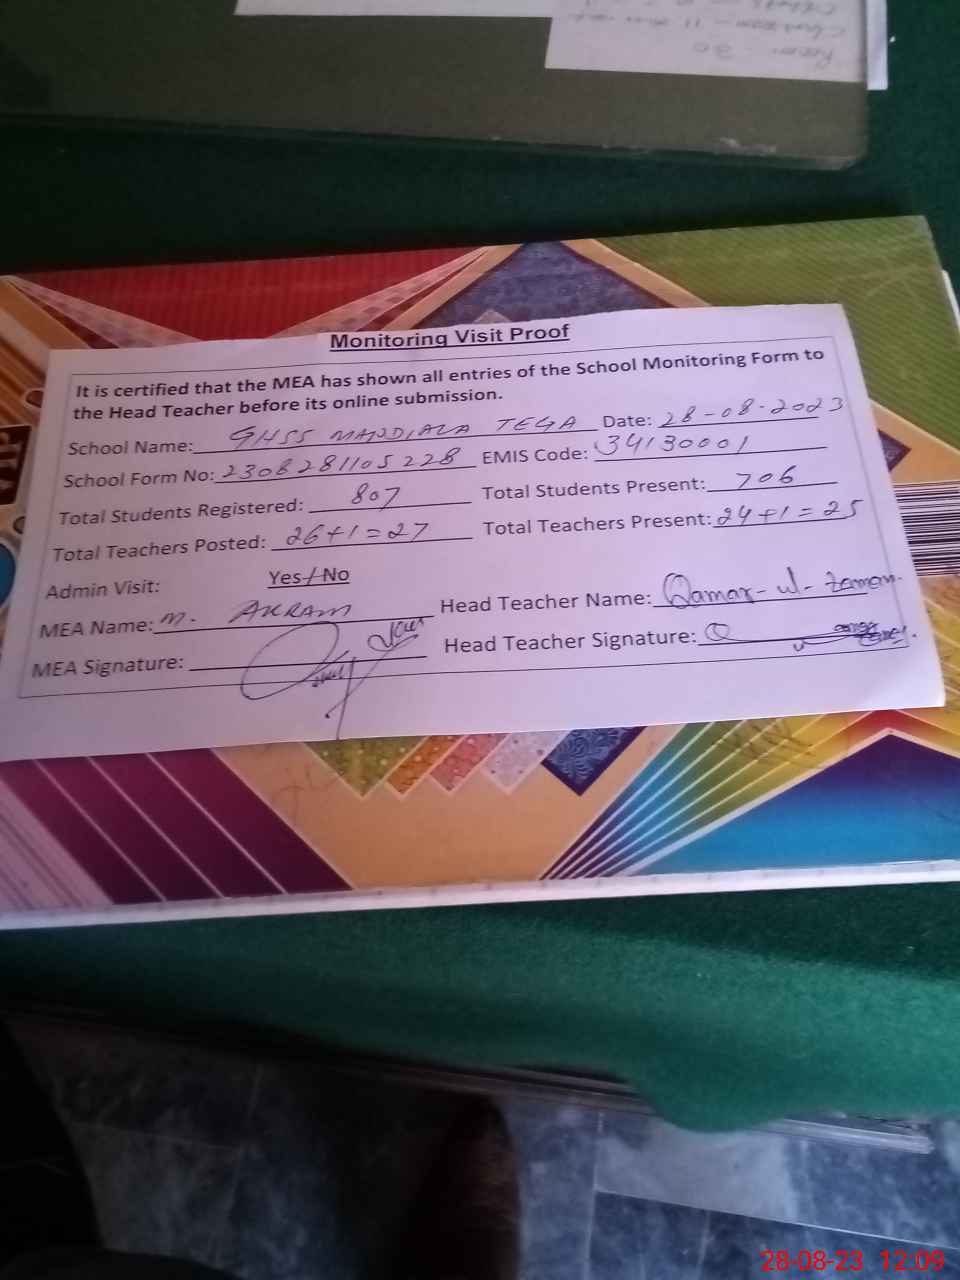 Room 30
Monitoring Visit Proof
It is certified that the MEA has shown all entries of the School Monitoring Form to
the Head Teacher before its online submission.
School Name: GHSS MANDIALA TEGA Date: 28-08-2023
School Form No: 2308281105228 EMIS Code: 34130001
Total Students Registered: 807 Total Students Present: 706
Total Teachers Posted: 26+1=27 Total Teachers Present: 24+1=25
Admin Visit: Yes/No
MEA Name: M. AKRAM Head Teacher Name: Qamar-ul-zaman
MEA Signature: Head Teacher Signature:
28-08-23 12:09